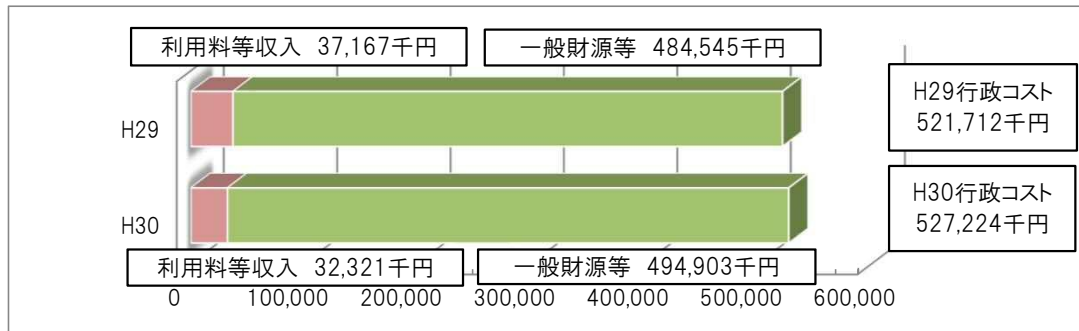 利用料等収入 37,167千円
一般財源等 484,545千円
H29行政コスト
521,712千円
H29
H30行政コスト
527,224千円
H30
利用料等収入 32,321千円
一般財源等 494,903千円
0 100,000 200,000 300,000 400,000 500,000 600,000